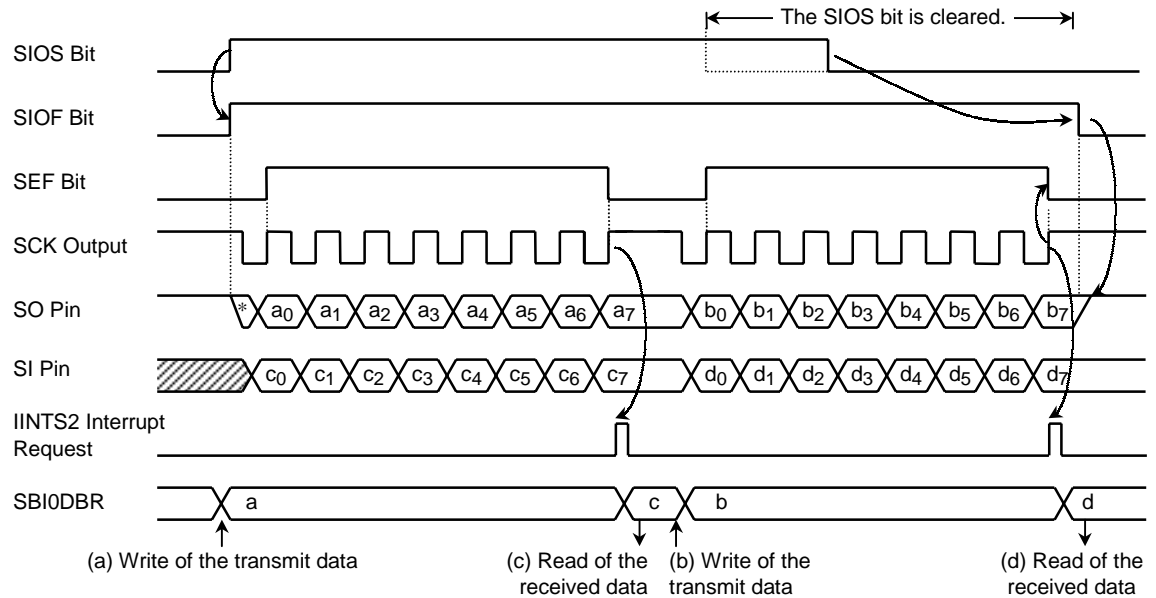 The SIOS bit is cleared.
SIOS Bit
SIOF Bit
SEF Bit
SCK Output
SO Pin
* a0 a1 a2 a3 a4 a5 a6 a7 b0 b1 b2 b3 b4 b5 b6 b7
SI Pin
c0 c1 c2 c3 c4 c5 c6 c7 d0 d1 d2 d3 d4 d5 d6 d7
IINTS2 Interrupt
Request
SBI0DBR
a c b d
(a) Write of the transmit data
(c) Read of the
received data
(b) Write of the
transmit data
(d) Read of the
received data